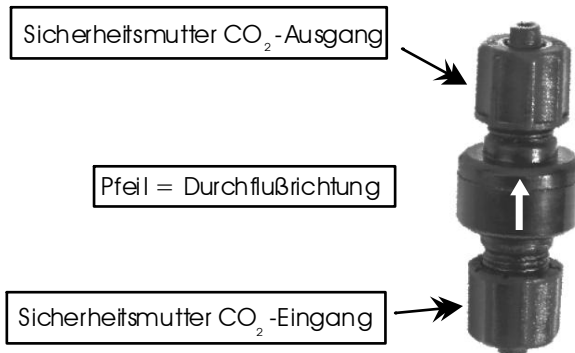 Sicherheitsmutter CO₂-Ausgang
Pfeil = Durchflußrichtung
Sicherheitsmutter CO₂-Eingang